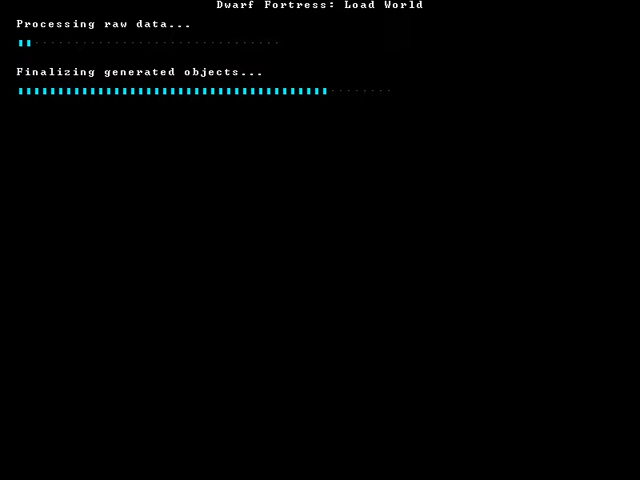 Dwarf Fortress: Load World
Processing raw data...
Finalizing generated objects...